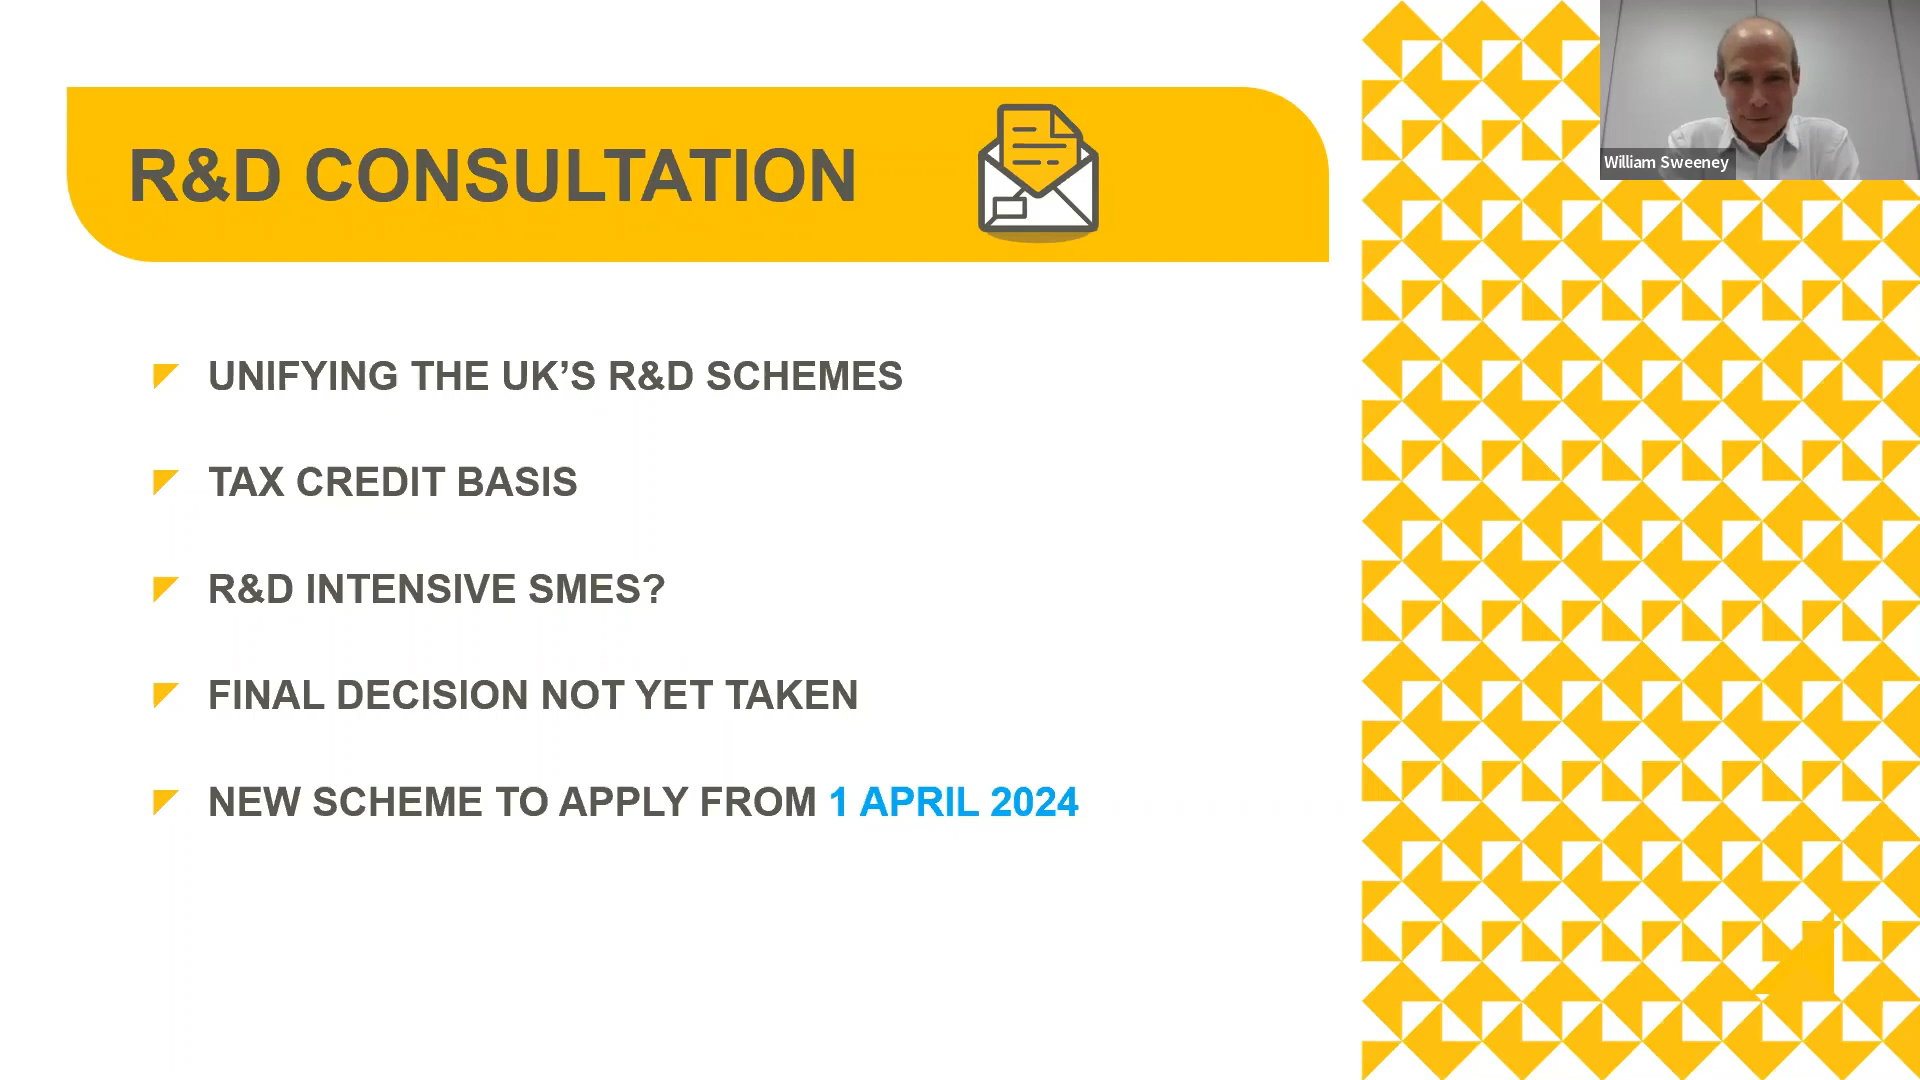 R&D CONSULTATION
William Sweeney
UNIFYING THE UK’S R&D SCHEMES
TAX CREDIT BASIS
R&D INTENSIVE SMES?
FINAL DECISION NOT YET TAKEN
NEW SCHEME TO APPLY FROM 1 APRIL 2024